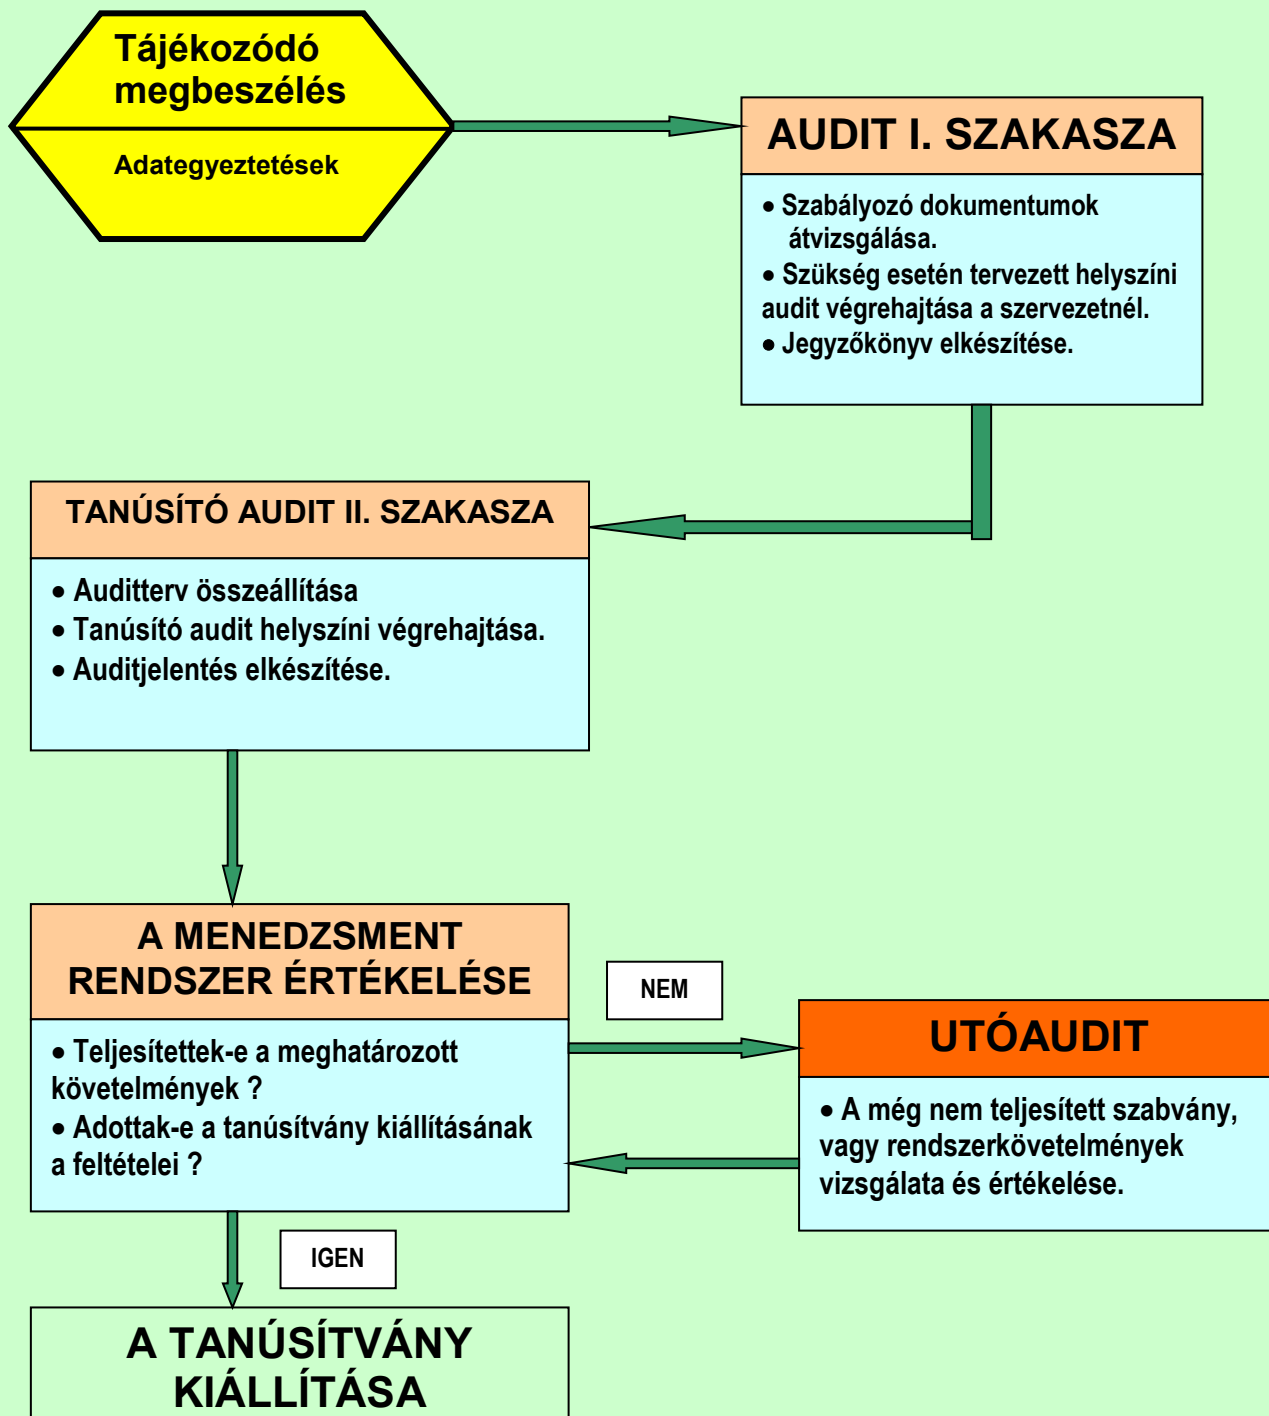 Tájékozódó
megbeszélés
Adategyeztetések
AUDIT I. SZAKASZA
• Szabályozó dokumentumok
átvizsgálása.
• Szükség esetén tervezett helyszíni
audit végrehajtása a szervezetnél.
• Jegyzőkönyv elkészítése.
TANÚSÍTÓ AUDIT II. SZAKASZA
• Auditterv összeállítása
• Tanúsító audit helyszíni végrehajtása.
• Auditjelentés elkészítése.
A MENEDZSMENT
RENDSZER ÉRTÉKELÉSE
• Teljesítettek-e a meghatározott
követelmények ?
• Adottak-e a tanúsítvány kiállításának
a feltételei ?
NEM
UTÓAUDIT
• A még nem teljesített szabvány,
vagy rendszerkövetelmények
vizsgálata és értékelése.
IGEN
A TANÚSÍTVÁNY
KIÁLLÍTÁSA